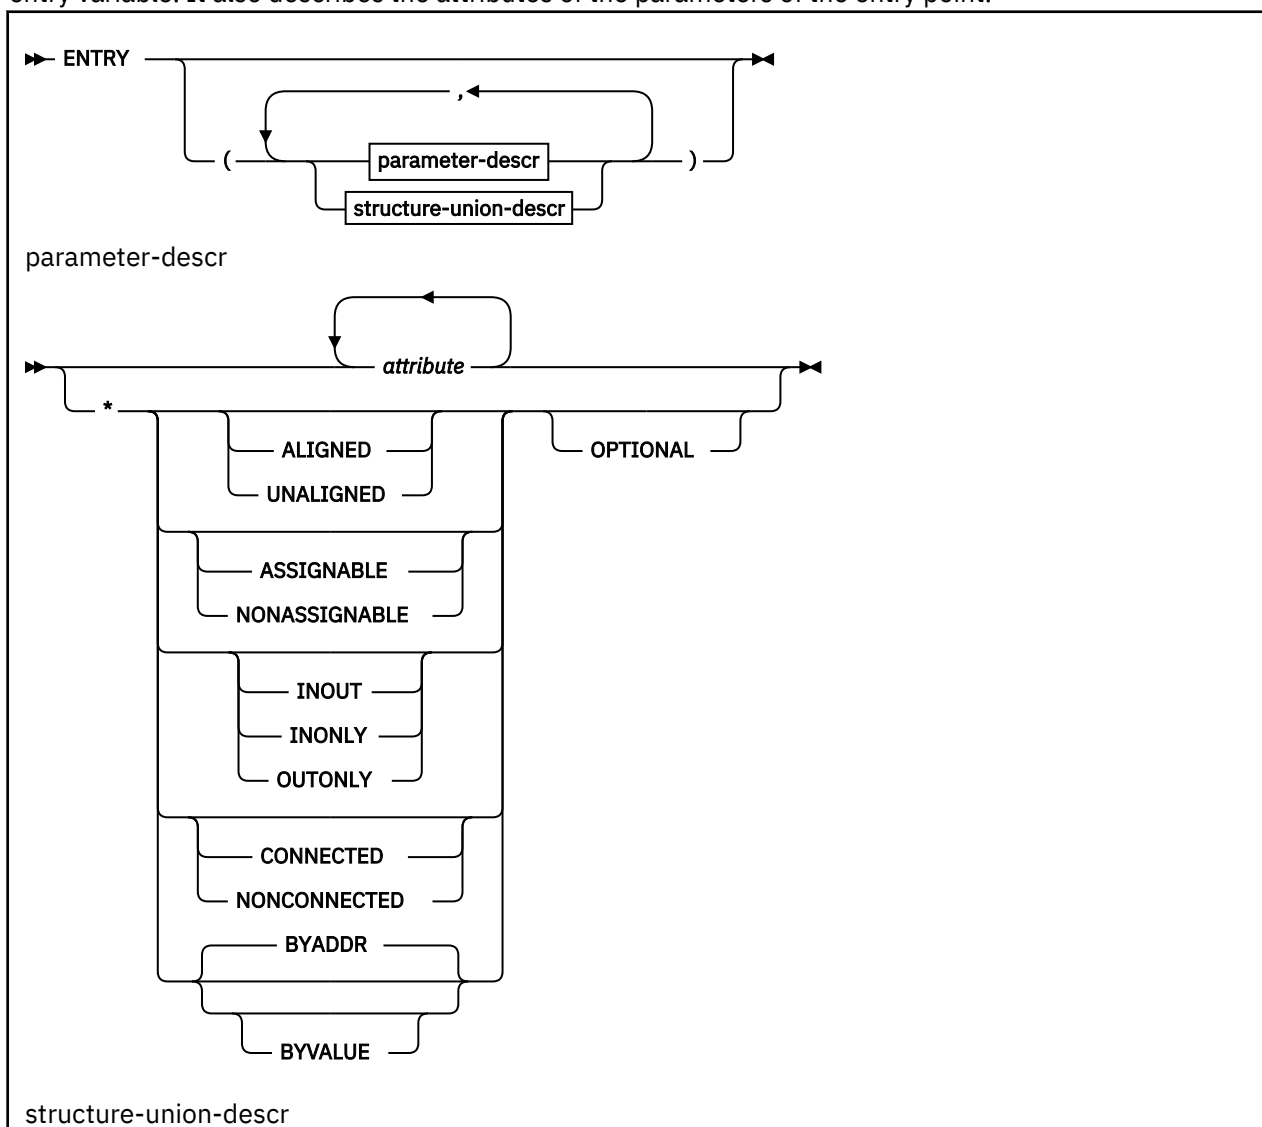 entry variable. It also describes the attributes of the parameters of the entry point.
ENTRY
,
( parameter-descr )
structure-union-descr
parameter-descr
attribute
*
ALIGNED OPTIONAL
UNALIGNED
ASSIGNABLE
NONASSIGNABLE
INOUT
INONLY
OUTONLY
CONNECTED
NONCONNECTED
BYADDR
BYVALUE
structure-union-descr